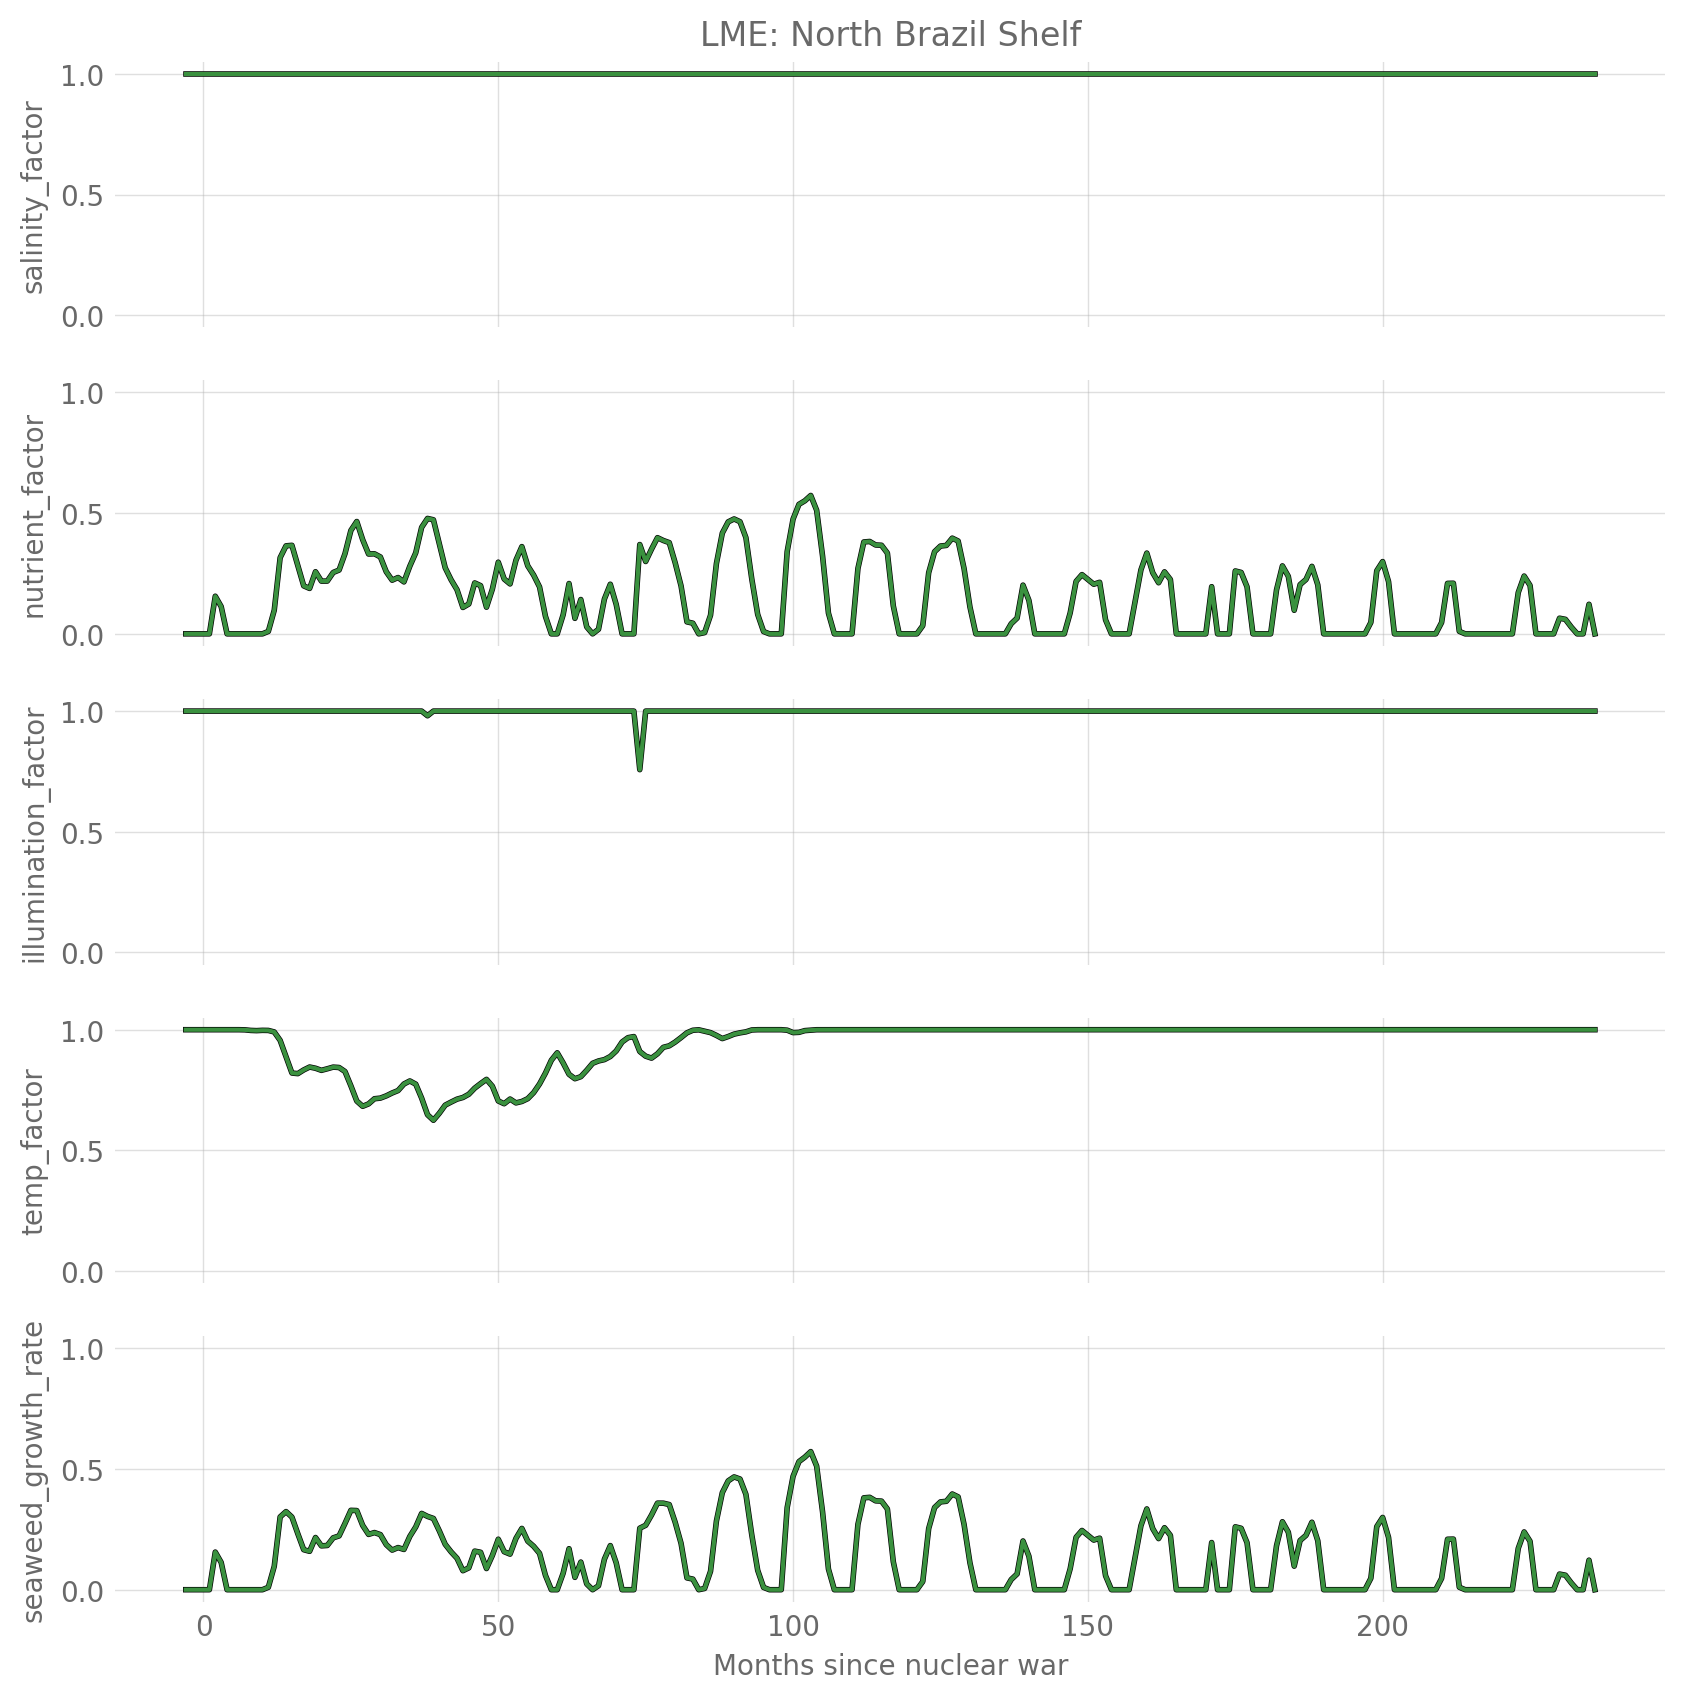 LME: North Brazil Shelf
1.0
0.5
0.0
salinity_factor
1.0
0.5
0.0
nutrient_factor
1.0
0.5
0.0
illumination_factor
1.0
0.5
0.0
temp_factor
1.0
0.5
0.0
seaweed_growth_rate
0 50 100 150 200
Months since nuclear war